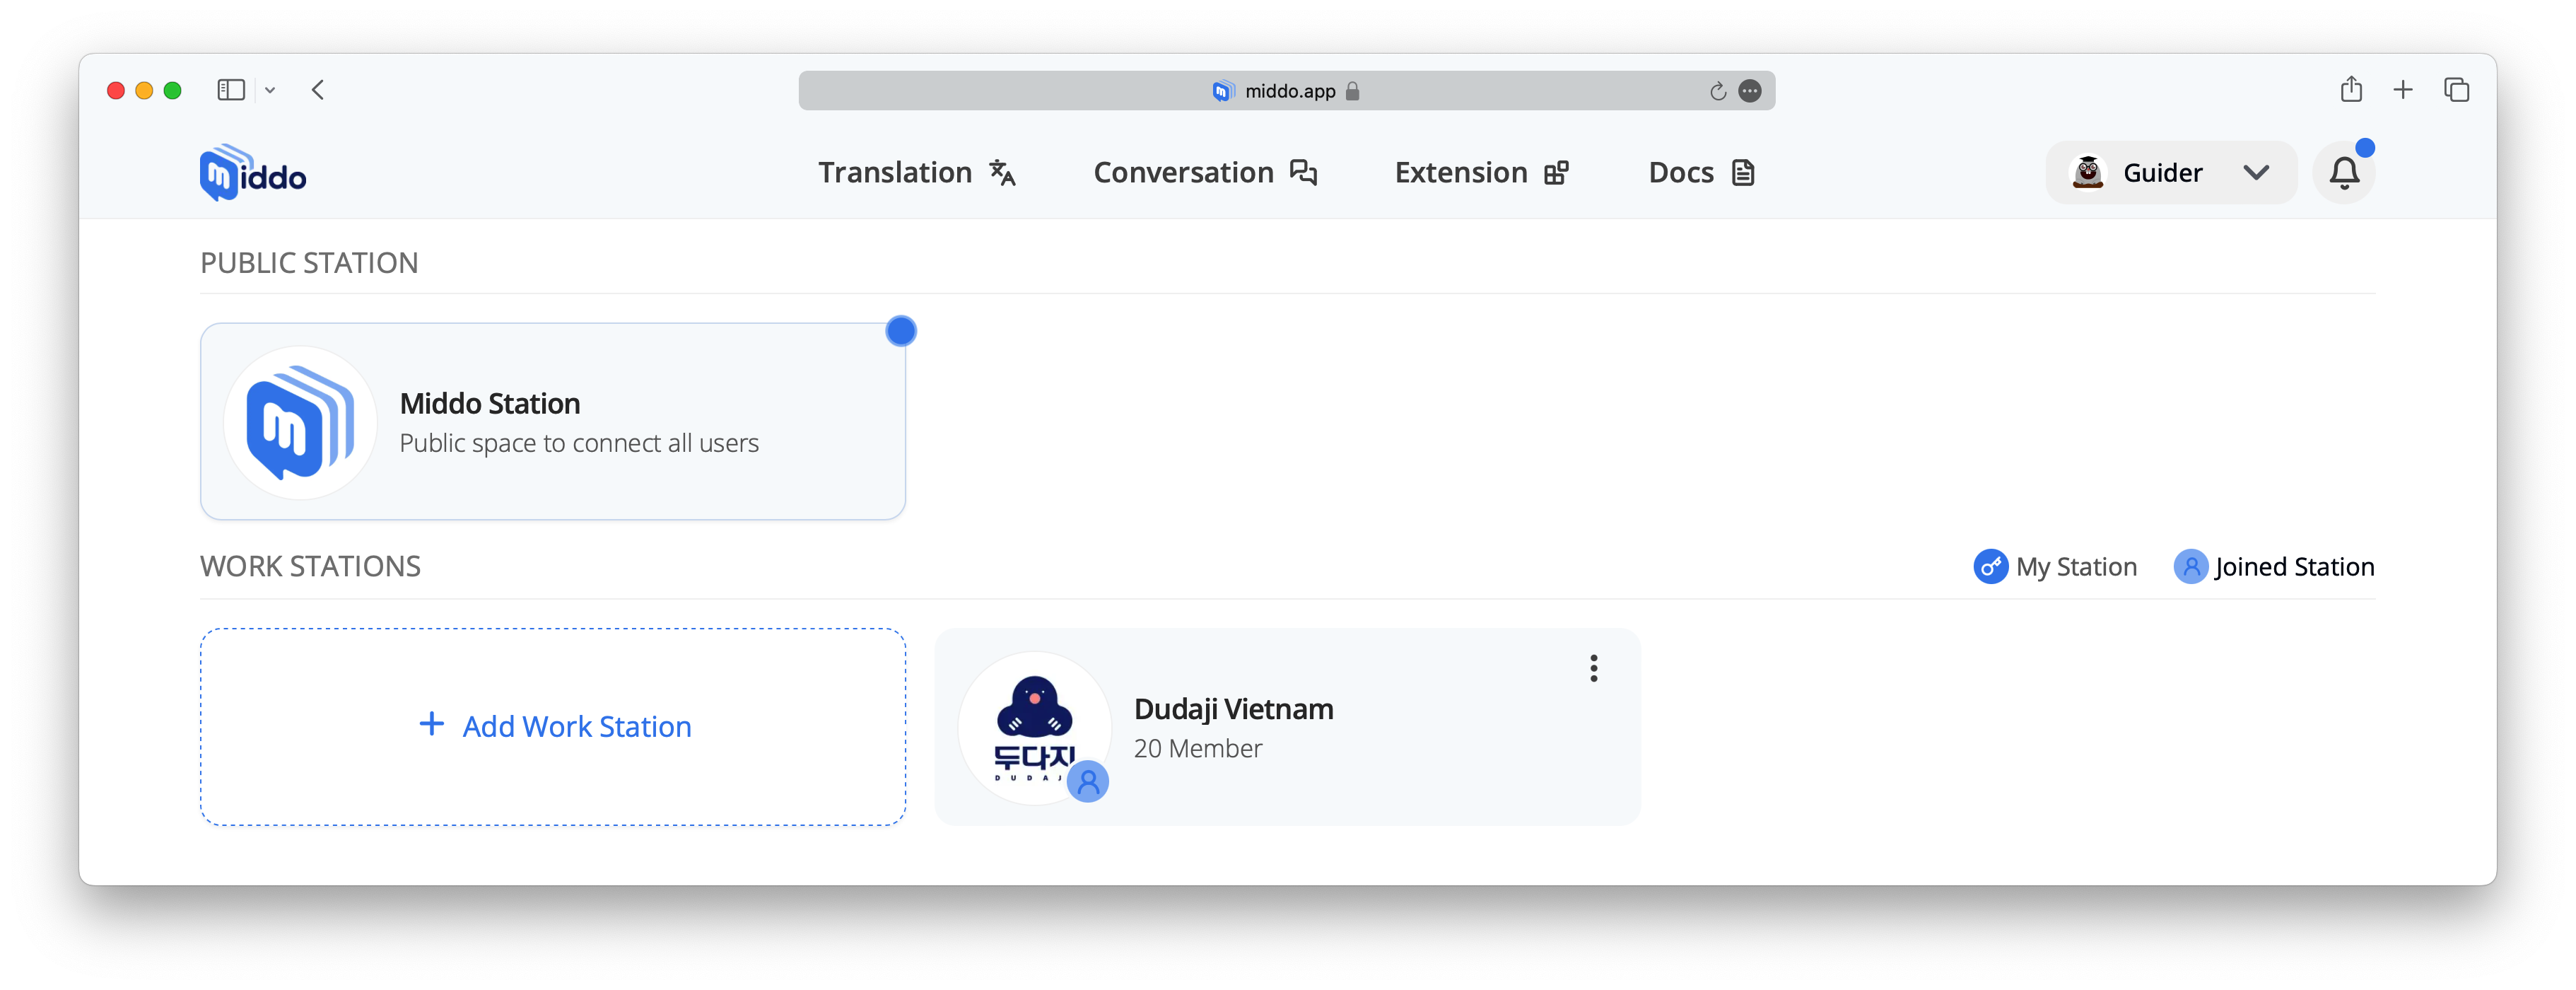 middo.app
middo
Translation
Conversation
Extension
Docs
Guider
PUBLIC STATION
Middo Station
Public space to connect all users
WORK STATIONS
My Station
Joined Station
Add Work Station
두다지
DUDAJ
Dudaji Vietnam
20 Member